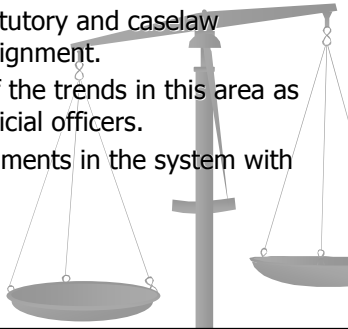 tutory and caselaw
ignment.
f the trends in this area as
icial officers.
ments in the system with